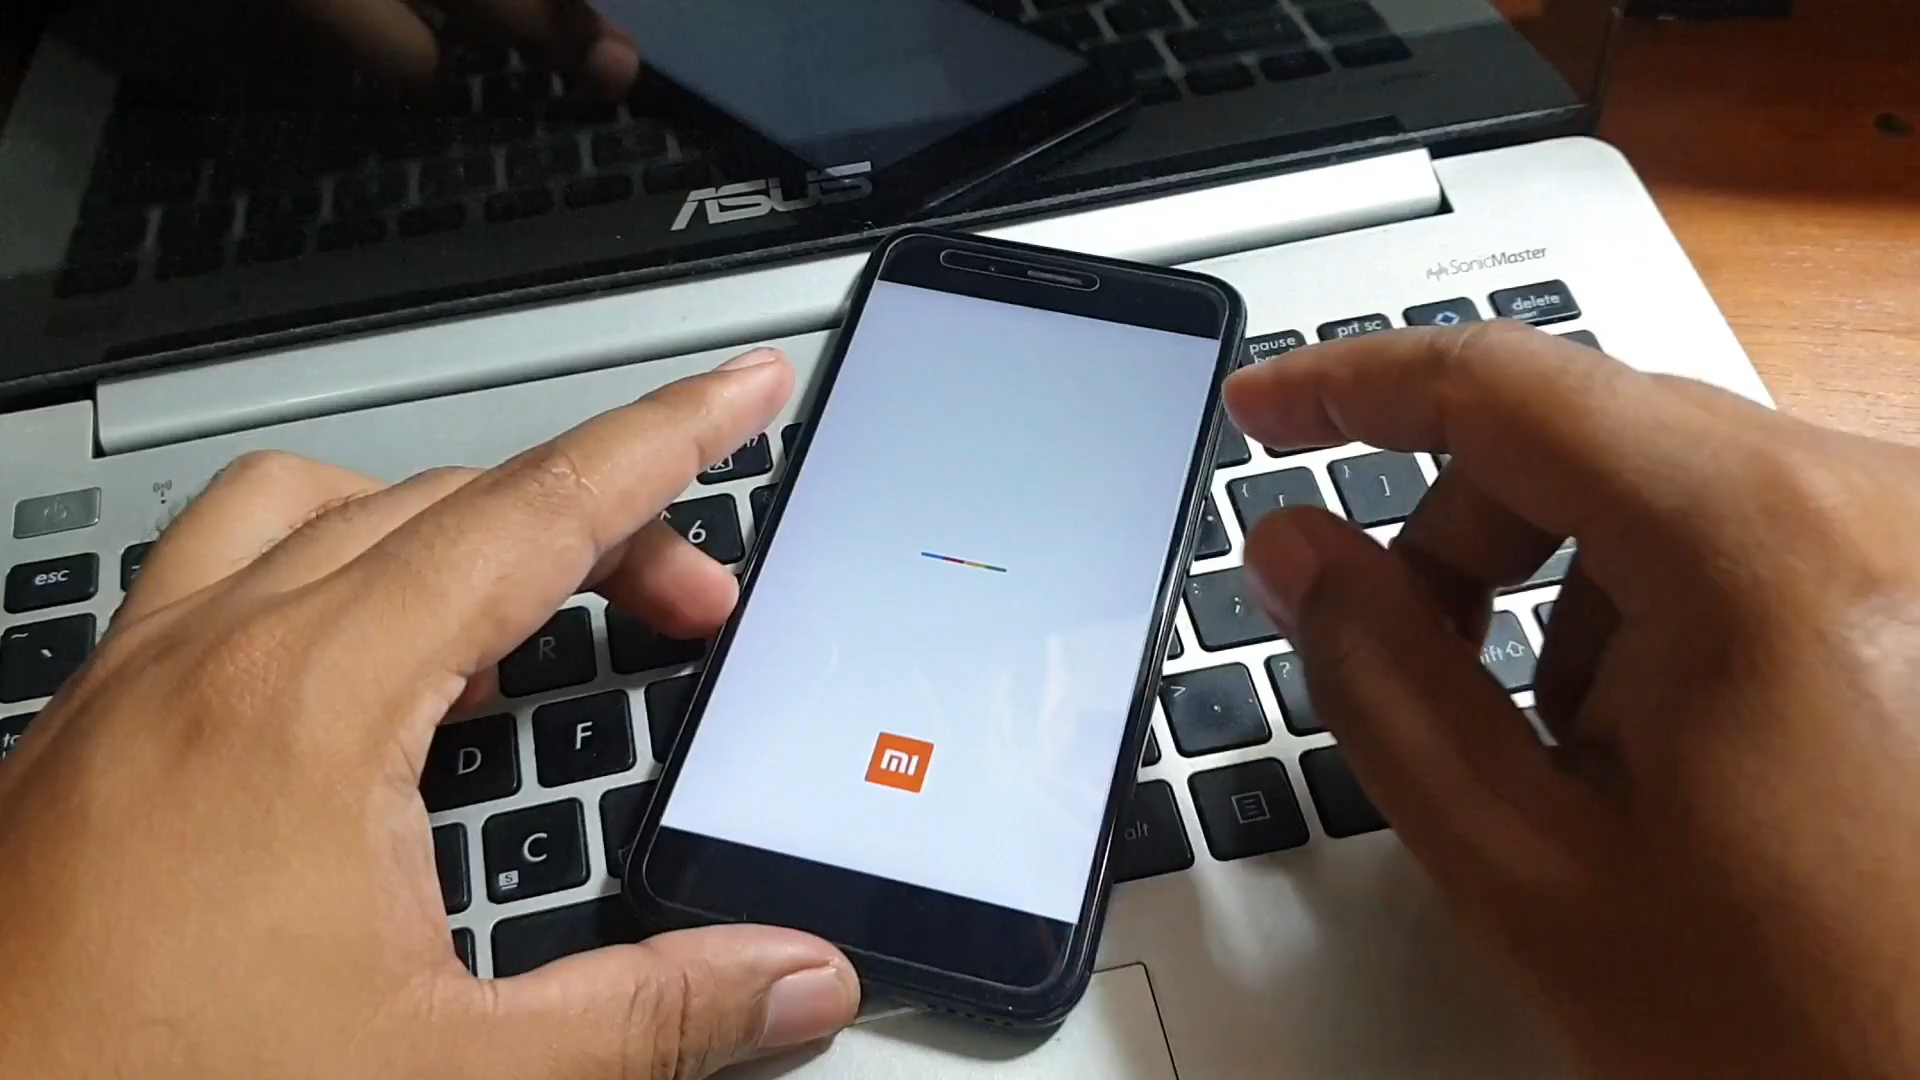 ASUS
SonicMaster
delete
prt sc
pause
6
{
[
}
]
esc
~
R
D
F
C
S
>
?
alt
mi